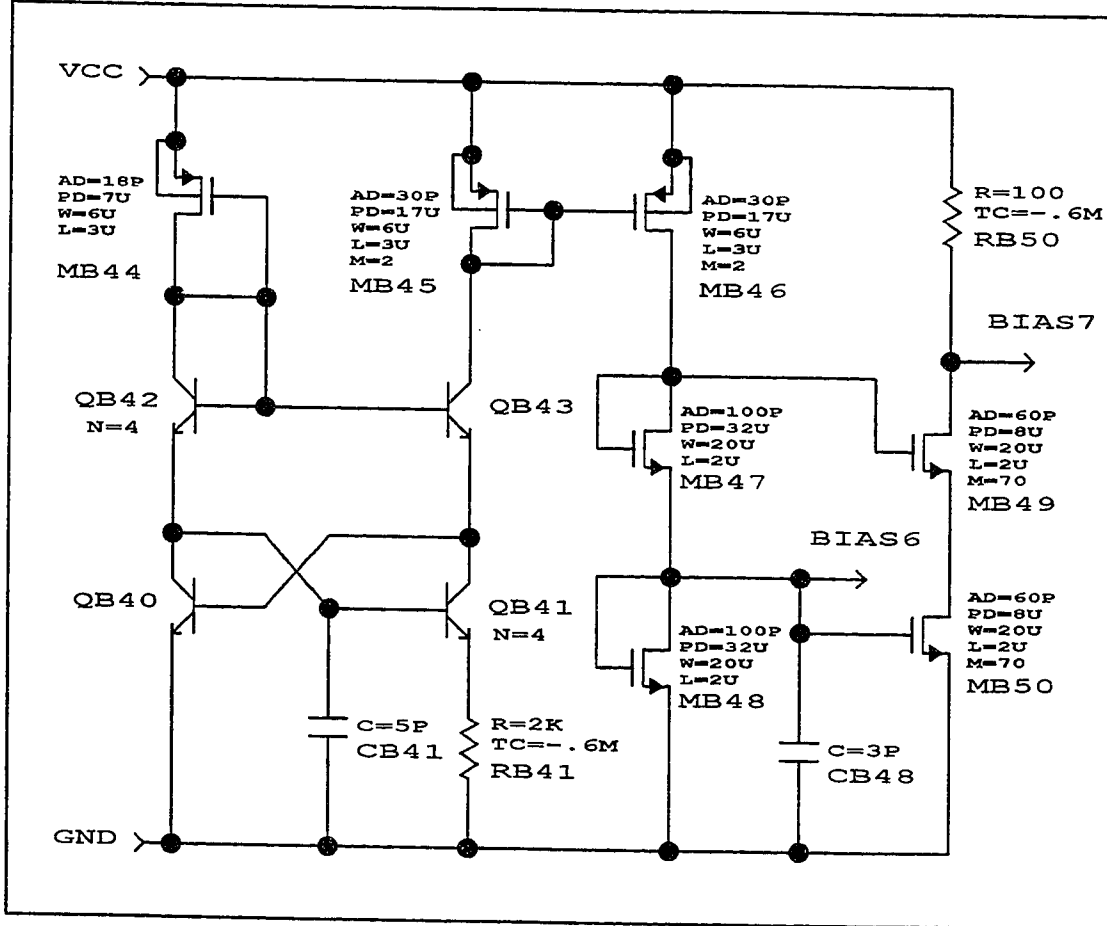 VCC
AD=18P
PD=7U
W=6U
L=3U
MB44
AD=30P
PD=17U
W=6U
L=3U
M=2
MB45
AD=30P
PD=17U
W=6U
L=3U
M=2
MB46
R=100
TC=-.6M
RB50
BIAS7
QB42
N=4
QB43
AD=100P
PD=32U
W=20U
L=2U
MB47
AD=60P
PD=8U
W=20U
L=2U
M=70
MB49
BIAS6
QB40
QB41
N=4
AD=100P
PD=32U
W=20U
L=2U
MB48
AD=60P
PD=8U
W=20U
L=2U
M=70
MB50
C=5P
CB41
R=2K
TC=-.6M
RB41
C=3P
CB48
GND